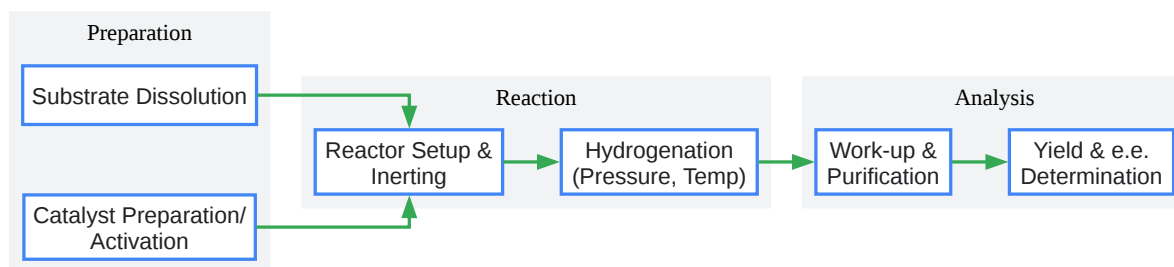 Preparation
Substrate Dissolution
Catalyst Preparation/
Activation
Reaction
Reactor Setup &
Inerting
Hydrogenation
(Pressure, Temp)
Analysis
Work-up &
Purification
Yield & e.e.
Determination